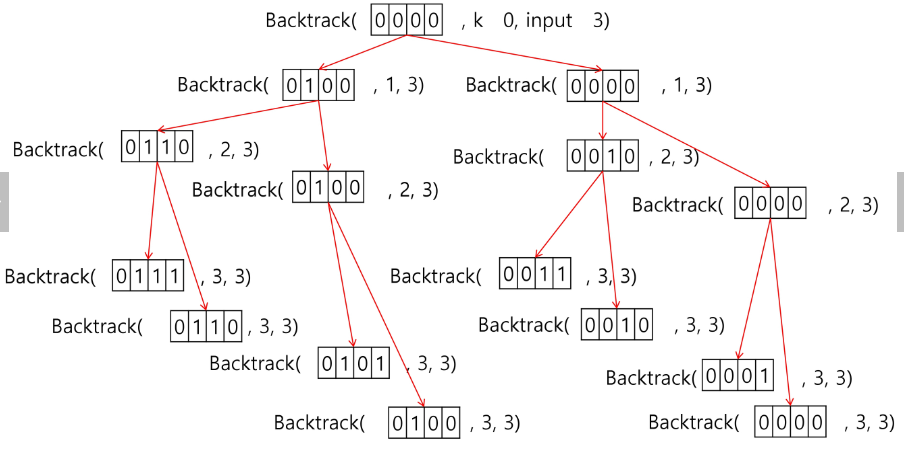 Backtrack( 0 0 0 0 , k 0, input 3)
Backtrack( 0 1 0 0 , 1, 3) Backtrack( 0 0 0 0 , 1, 3)
Backtrack( 0 1 1 0 , 2, 3) Backtrack( 0 0 1 0 , 2, 3)
Backtrack( 0 1 0 0 , 2, 3) Backtrack( 0 0 0 0 , 2, 3)
Backtrack( 0 1 1 1 , 3, 3) Backtrack( 0 0 1 1 , 3, 3)
Backtrack( 0 1 1 0 , 3, 3) Backtrack( 0 0 1 0 , 3, 3)
Backtrack( 0 1 0 1 , 3, 3) Backtrack( 0 0 0 1 , 3, 3)
Backtrack( 0 1 0 0 , 3, 3) Backtrack( 0 0 0 0 , 3, 3)